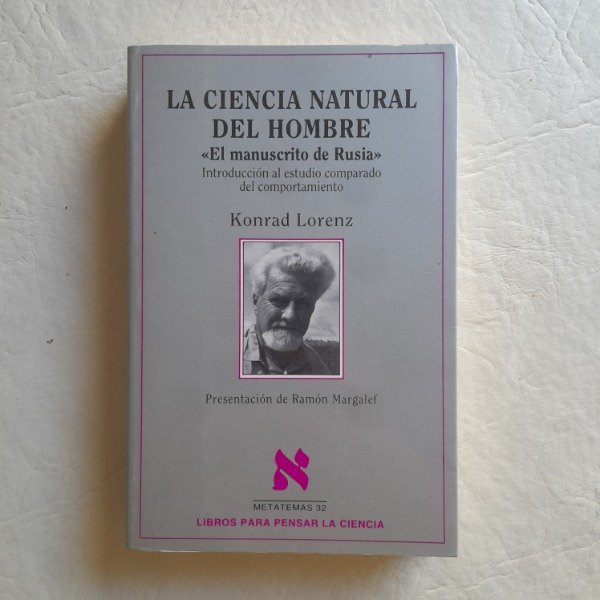 LA CIENCIA NATURAL
DEL HOMBRE
«El manuscrito de Rusia»
Introducción al estudio comparado
del comportamiento
Konrad Lorenz
Presentación de Ramón Margalef
א
METATEMAS 32
LIBROS PARA PENSAR LA CIENCIA